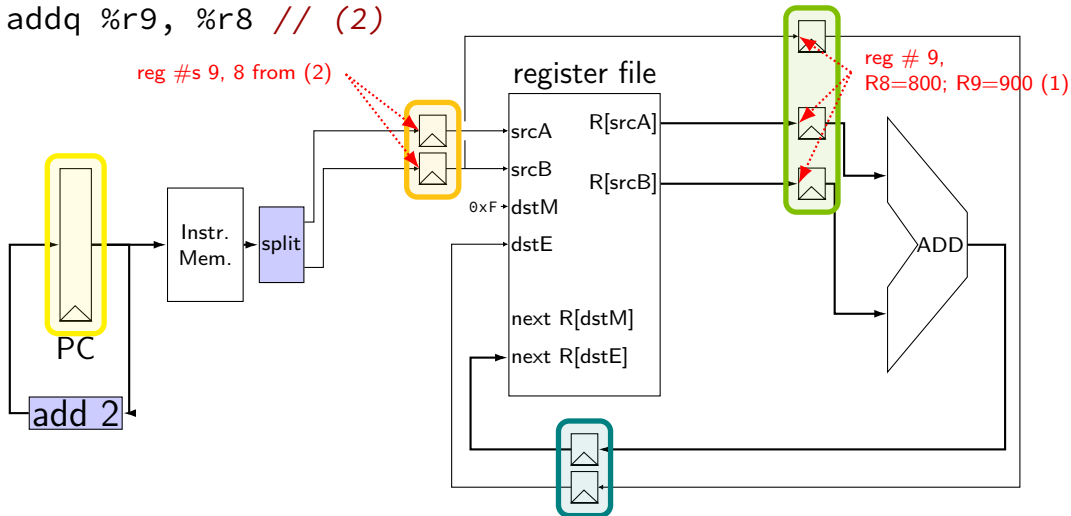 addq %r9, %r8 // (2)
reg #s 9, 8 from (2)
register file
reg # 9,
R8=800; R9=900 (1)
srcA
R[srcA]
srcB
R[srcB]
0xF
dstM
Instr.
Mem.
split
dstE
ADD
next R[dstM]
PC
next R[dstE]
add 2